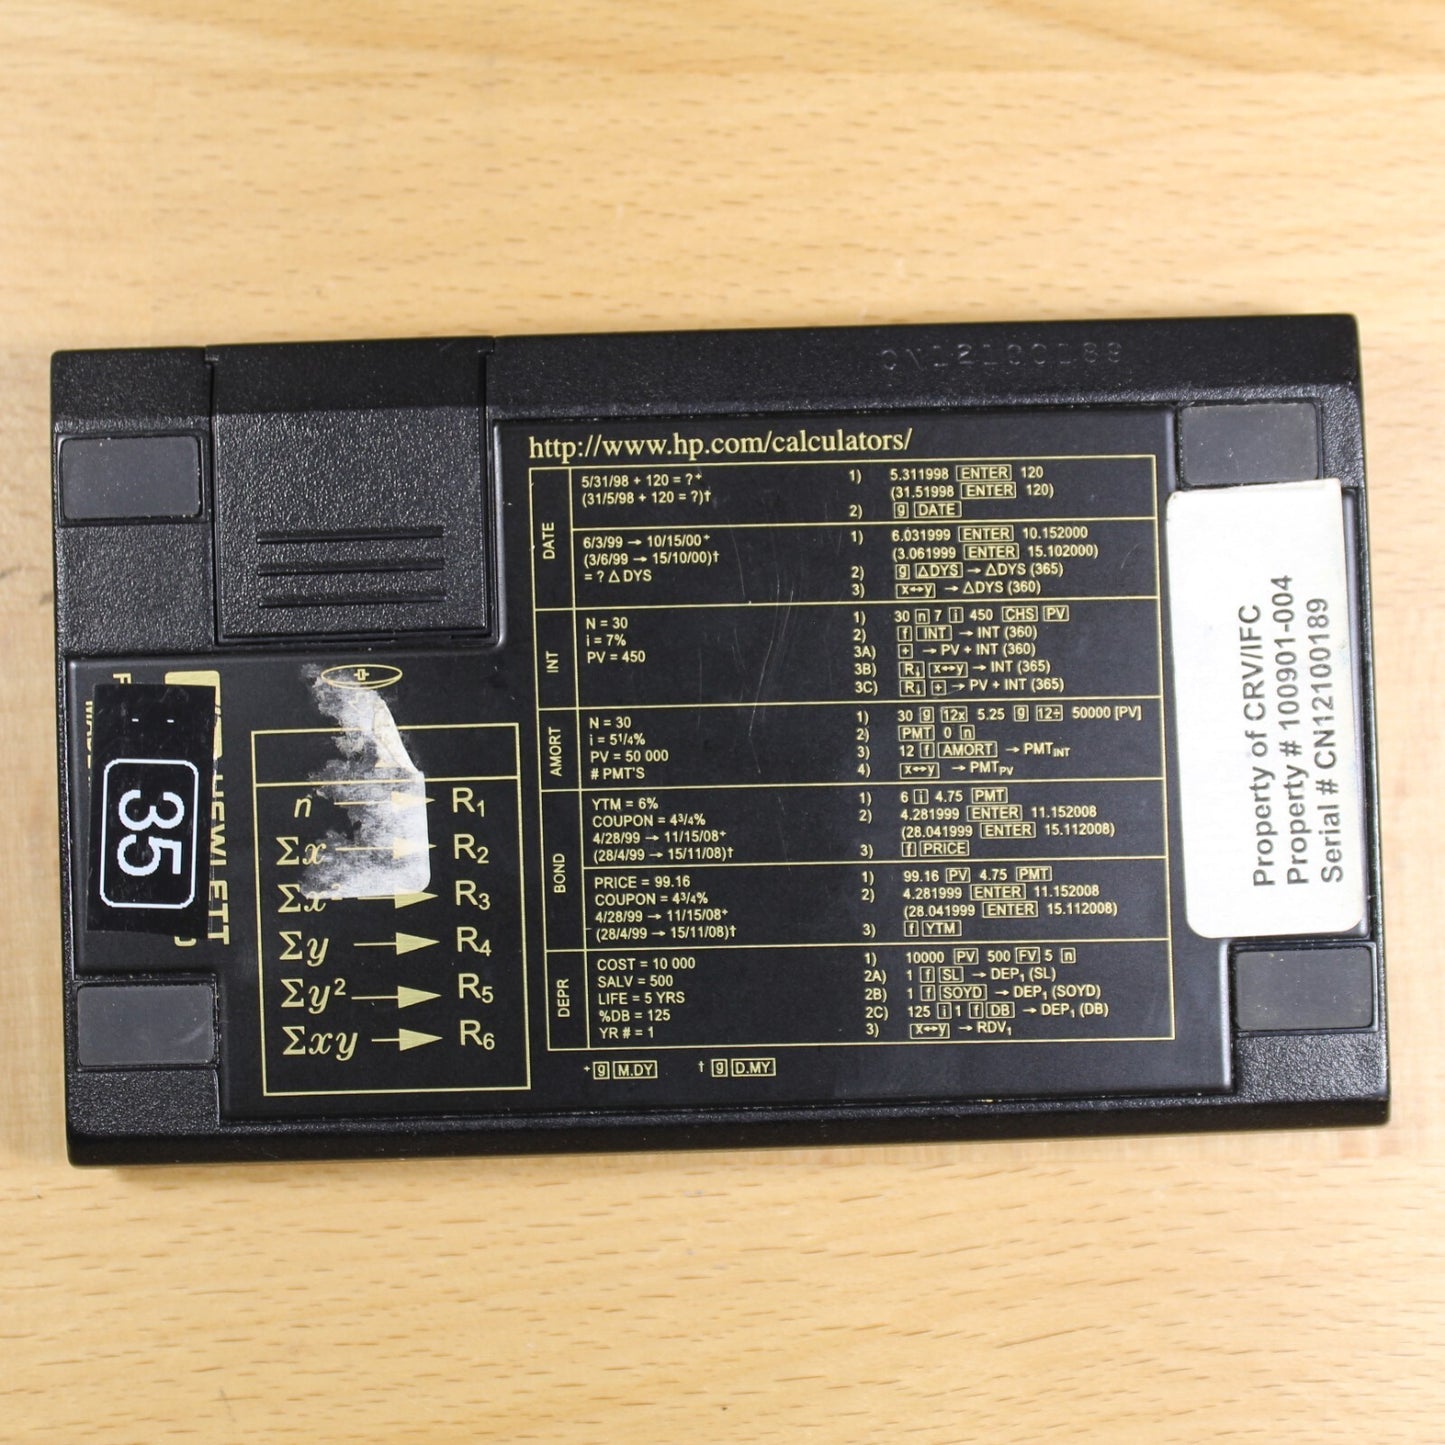 CN12100189
http://www.hp.com/calculators/
DATE
5/31/98 + 120 = ?*
(31/5/98 + 120 = ?)†
1) 5.311998 ENTER 120
(31.51998 ENTER 120)
2) g DATE
6/3/99 → 10/15/00*
(3/6/99 → 15/10/00)†
= ? Δ DYS
1) 6.031999 ENTER 10.152000
(3.061999 ENTER 15.102000)
2) g ΔDYS → ΔDYS (365)
3) x↔y → ΔDYS (360)
INT
N = 30
i = 7%
PV = 450
1) 30 n 7 i 450 CHS PV
2) f INT → INT (360)
3A) + → PV + INT (360)
3B) R↓ x↔y → INT (365)
3C) R↓ + → PV + INT (365)
AMORT
N = 30
i = 5¹/₄%
PV = 50 000
# PMT'S
1) 30 g 12x 5.25 g 12÷ 50000 [PV]
2) PMT 0 n
3) 12 f AMORT → PMT_INT
4) x↔y → PMT_PV
BOND
YTM = 6%
COUPON = 4³/₄%
4/28/99 → 11/15/08*
(28/4/99 → 15/11/08)†
1) 6 i 4.75 PMT
2) 4.281999 ENTER 11.152008
(28.041999 ENTER 15.112008)
3) f PRICE
PRICE = 99.16
COUPON = 4³/₄%
4/28/99 → 11/15/08*
(28/4/99 → 15/11/08)†
1) 99.16 PV 4.75 PMT
2) 4.281999 ENTER 11.152008
(28.041999 ENTER 15.112008)
3) f YTM
DEPR
COST = 10 000
SALV = 500
LIFE = 5 YRS
%DB = 125
YR # = 1
1) 10000 PV 500 FV 5 n
2A) 1 f SL → DEP₁ (SL)
2B) 1 f SOYD → DEP₁ (SOYD)
2C) 125 i 1 f DB → DEP₁ (DB)
3) x↔y → RDV₁
* g M.DY † g D.MY
n → R₁
Σx → R₂
Σx² → R₃
Σy → R₄
Σy² → R₅
Σxy → R₆
35
HEWLETT
Property of CRV/IFC
Property # 100901-004
Serial # CN12100189